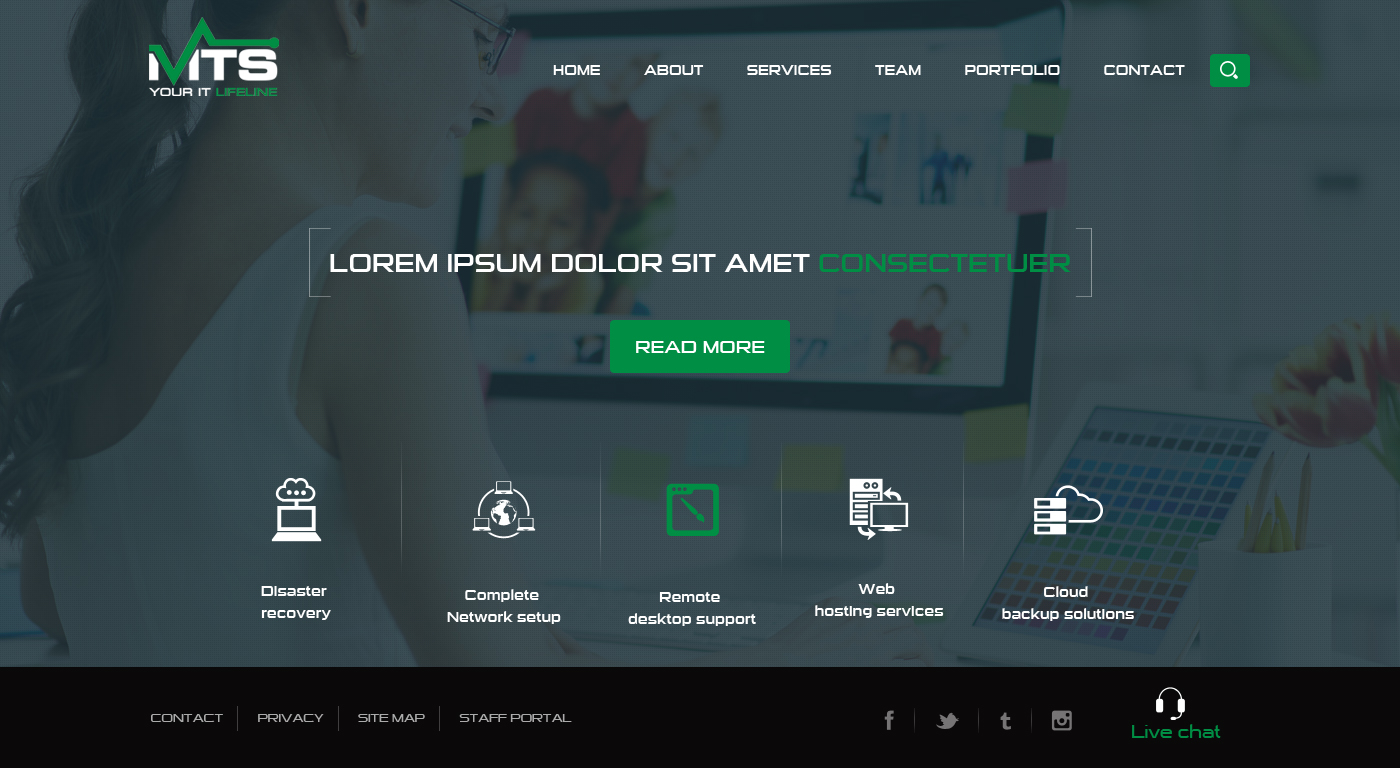 MTS
YOUR IT LIFELINE
HOME ABOUT SERVICES TEAM PORTFOLIO CONTACT
LOREM IPSUM DOLOR SIT AMET CONSECTETUER
READ MORE
Disaster
recovery
Complete
Network setup
Remote
desktop support
Web
hosting services
Cloud
backup solutions
CONTACT PRIVACY SITE MAP STAFF PORTAL
Live chat